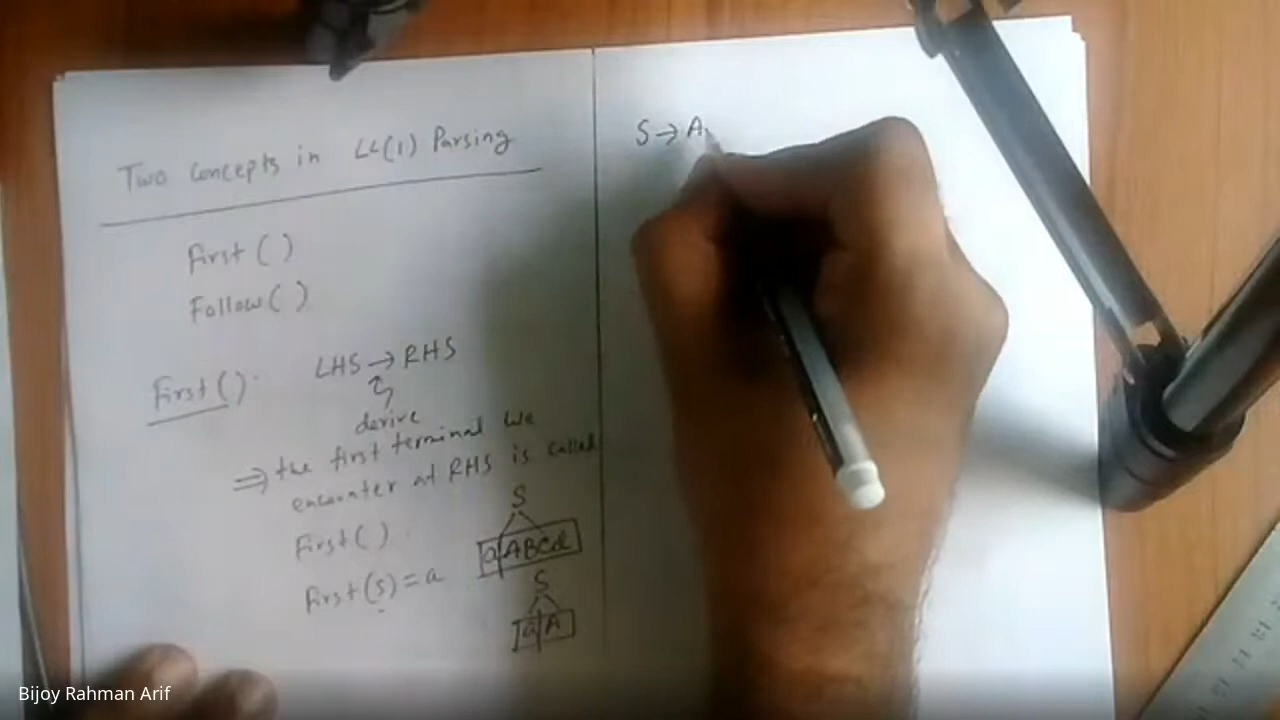 Two Concepts in LL(1) Parsing
First ( )
Follow ( )
First ( ):
LHS → RHS
derive
⇒ the first terminal we
encounter at RHS is called
First ( ).
First (S) = a
S
aABCd
S
aA
S → A
Bijoy Rahman Arif